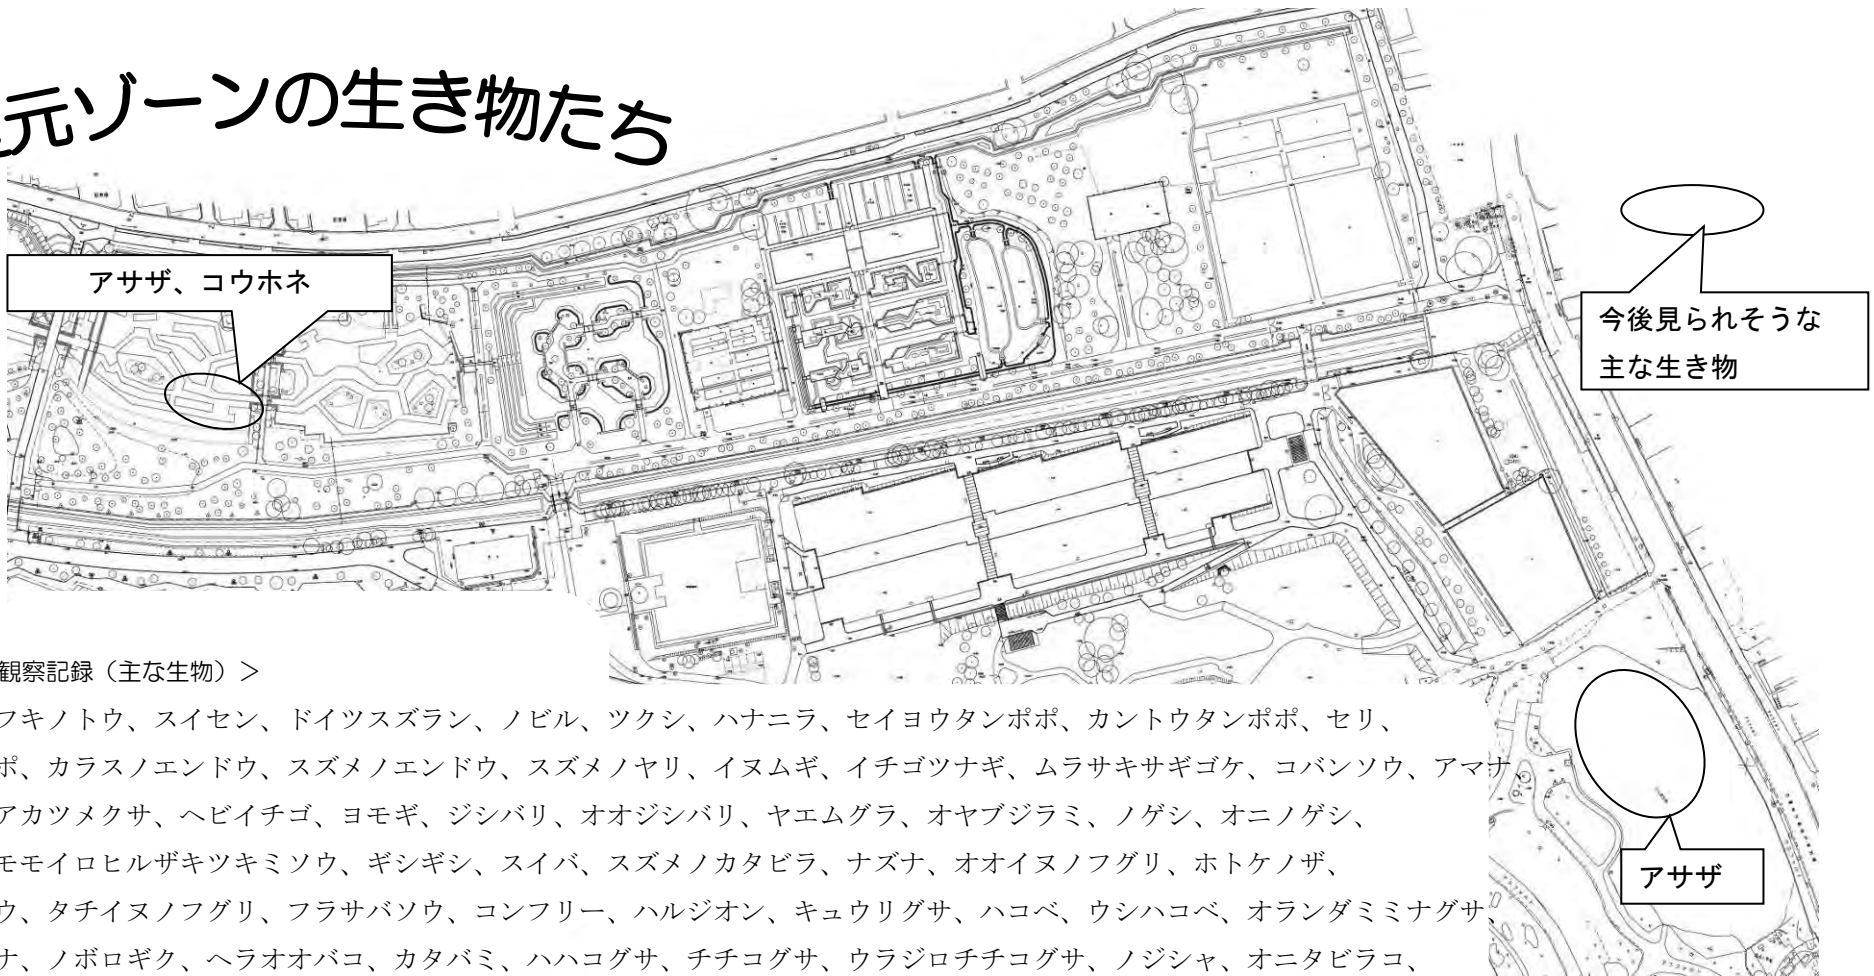 元ゾーンの生き物たち
アサザ、コウホネ
今後見られそうな
主な生き物
観察記録（主な生物）＞
フキノトウ、スイセン、ドイツスズラン、ノビル、ツクシ、ハナニラ、セイヨウタンポポ、カントウタンポポ、セリ、
ポ、カラスノエンドウ、スズメノエンドウ、スズメノヤリ、イヌムギ、イチゴツナギ、ムラサキサギゴケ、コバンソウ、アマナ、
アカツメクサ、ヘビイチゴ、ヨモギ、ジシバリ、オオジシバリ、ヤエムグラ、オヤブジラミ、ノゲシ、オニノゲシ、
モモイロヒルザキツキミソウ、ギシギシ、スイバ、スズメノカタビラ、ナズナ、オオイヌノフグリ、ホトケノザ、
ウ、タチイヌノフグリ、フラサバソウ、コンフリー、ハルジオン、キュウリグサ、ハコベ、ウシハコベ、オランダミミナグサ、
ナ、ノボロギク、ヘラオオバコ、カタバミ、ハハコグサ、チチコグサ、ウラジロチチコグサ、ノジシャ、オニタビラコ、
アサザ